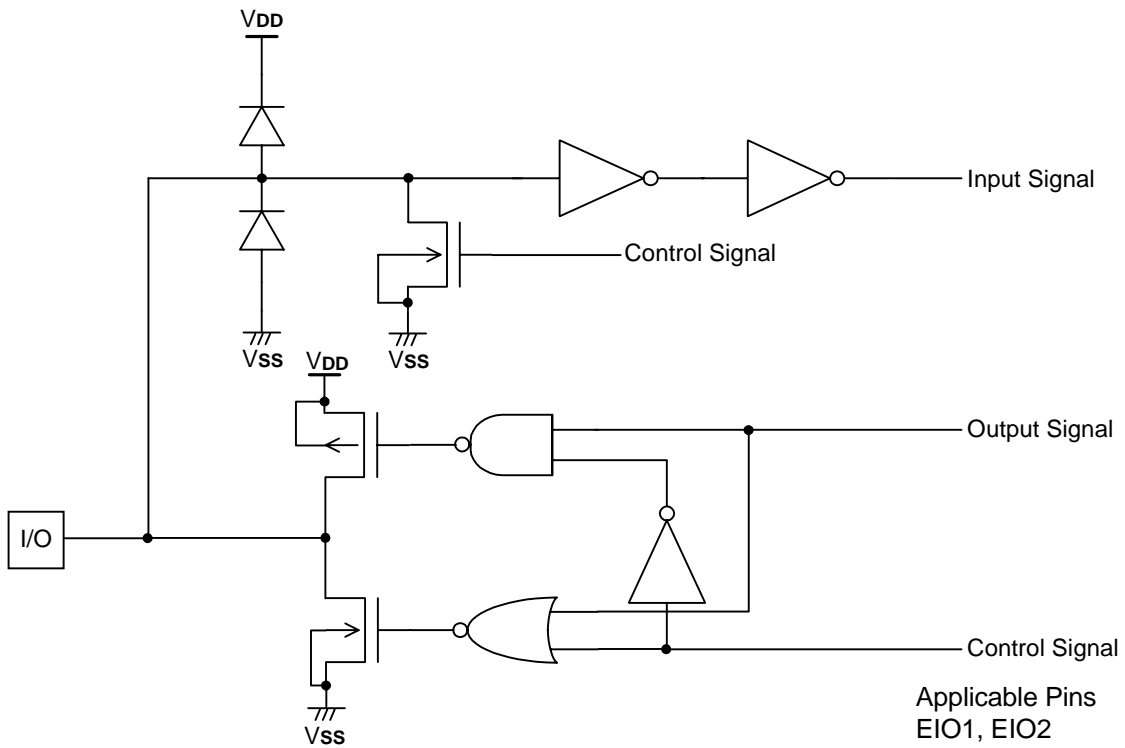 VDD
Input Signal
Control Signal
VSS
VSS
VDD
Output Signal
I/O
Control Signal
VSS
Applicable Pins
EIO1, EIO2